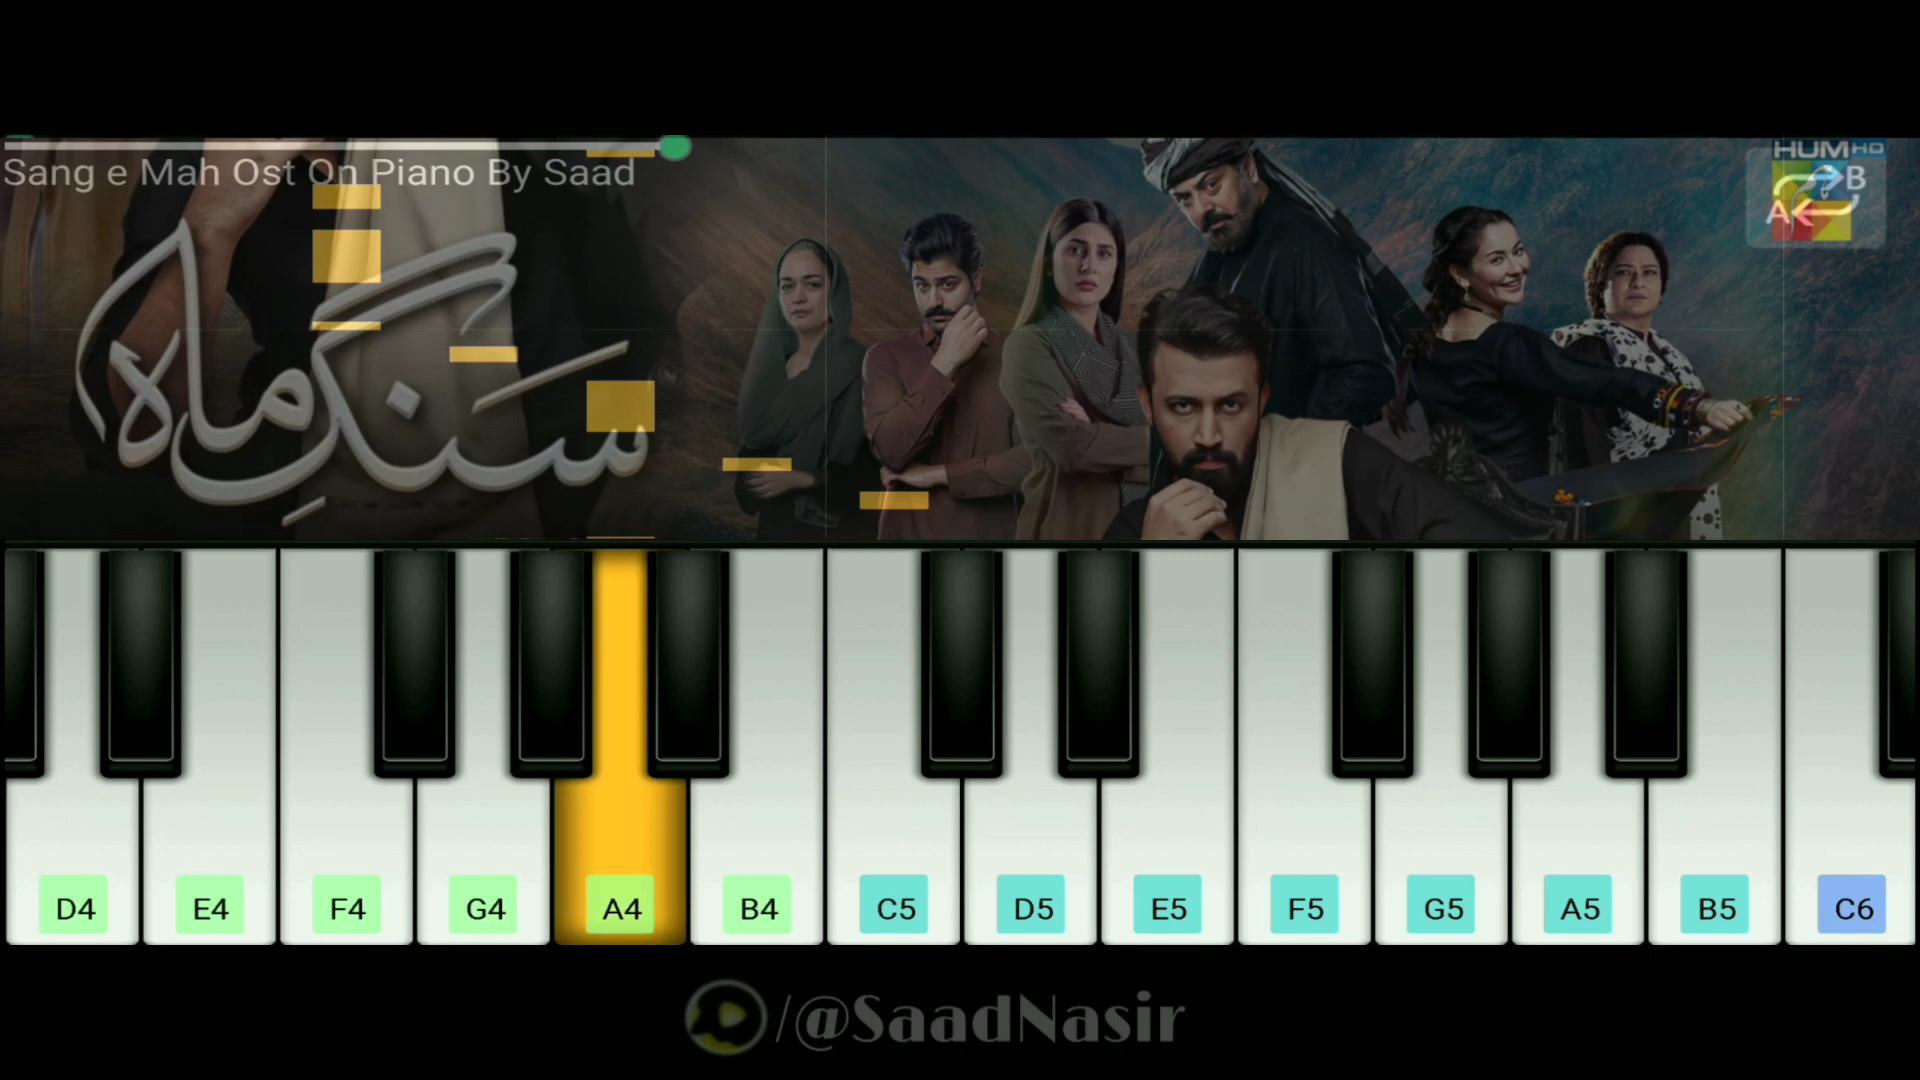 HUM HD
Sang e Mah Ost On Piano By Saad
B
A
سنگِ ماہ
D4 E4 F4 G4 A4 B4 C5 D5 E5 F5 G5 A5 B5 C6
/@SaadNasir